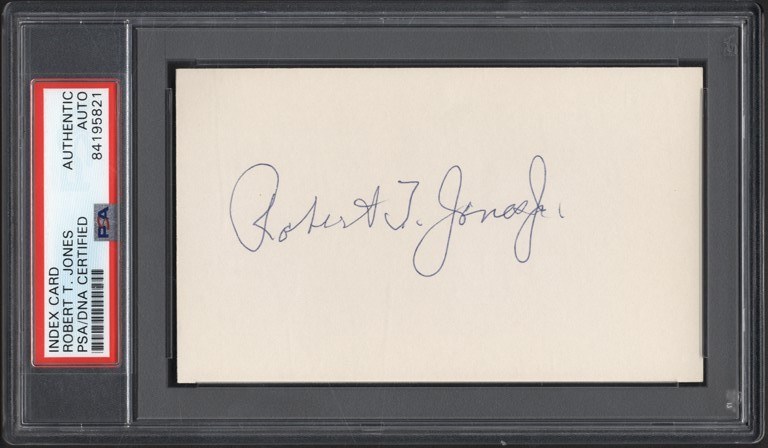 INDEX CARD
ROBERT T. JONES
PSA/DNA CERTIFIED
AUTHENTIC
AUTO
84195821
PSA
Robert T. Jones Jr.